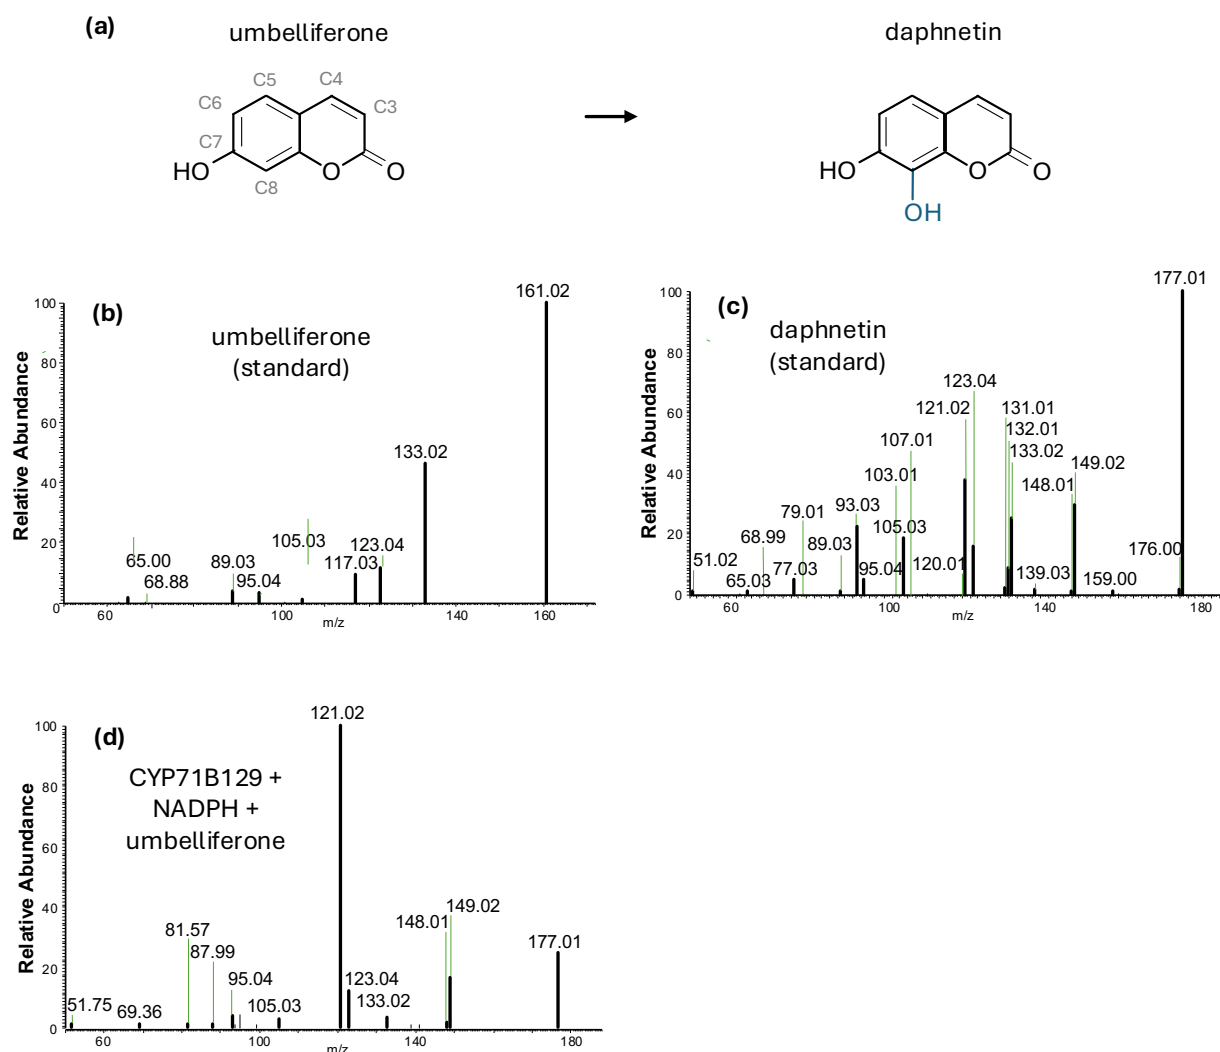 (a)
umbelliferone
daphnetin
C5
C4
C6
C3
C7
HO
O
O
C8
HO
O
O
OH
(b)
umbelliferone
(standard)
Relative Abundance
100
80
60
40
20
0
161.02
133.02
105.03
123.04
117.03
65.00
68.88
89.03
95.04
60
100
140
160
m/z
(c)
daphnetin
(standard)
Relative Abundance
100
80
60
40
20
0
177.01
123.04
121.02
131.01
132.01
107.01
133.02
103.01
149.02
148.01
93.03
79.01
105.03
68.99
89.03
176.00
51.02
120.01
77.03
95.04
65.03
139.03
159.00
60
100
140
180
m/z
(d)
CYP71B129 +
NADPH +
umbelliferone
Relative Abundance
100
80
60
40
20
0
121.02
149.02
148.01
81.57
177.01
87.99
95.04
123.04
51.75
69.36
105.03
133.02
60
100
140
180
m/z